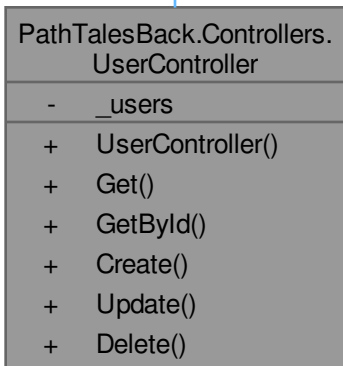 PathTalesBack.Controllers.
UserController
- _users
+ UserController()
+ Get()
+ GetById()
+ Create()
+ Update()
+ Delete()